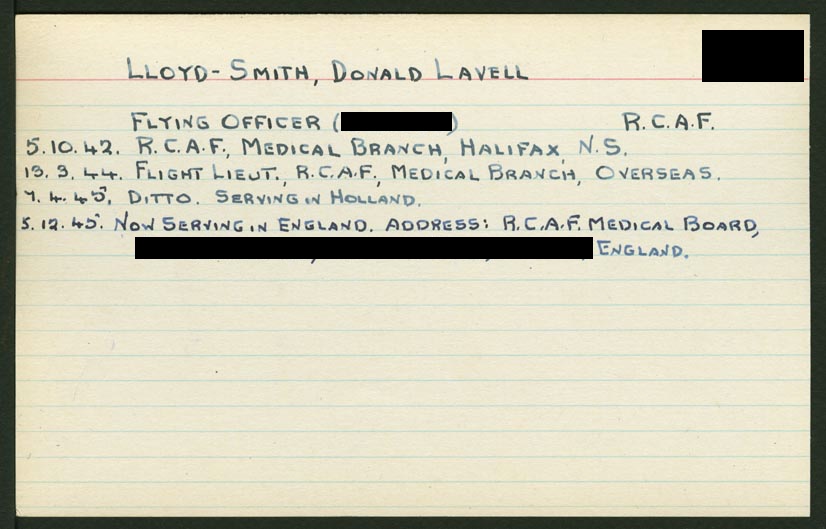 LLOYD-SMITH, DONALD LAVELL
FLYING OFFICER ( ) R.C.A.F.
5.10.42. R.C.A.F., MEDICAL BRANCH, HALIFAX, N.S.
13.3.44. FLIGHT LIEUT., R.C.A.F., MEDICAL BRANCH, OVERSEAS.
7.4.45. DITTO. SERVING IN HOLLAND.
5.12.45. NOW SERVING IN ENGLAND. ADDRESS: R.C.A.F. MEDICAL BOARD,
ENGLAND.